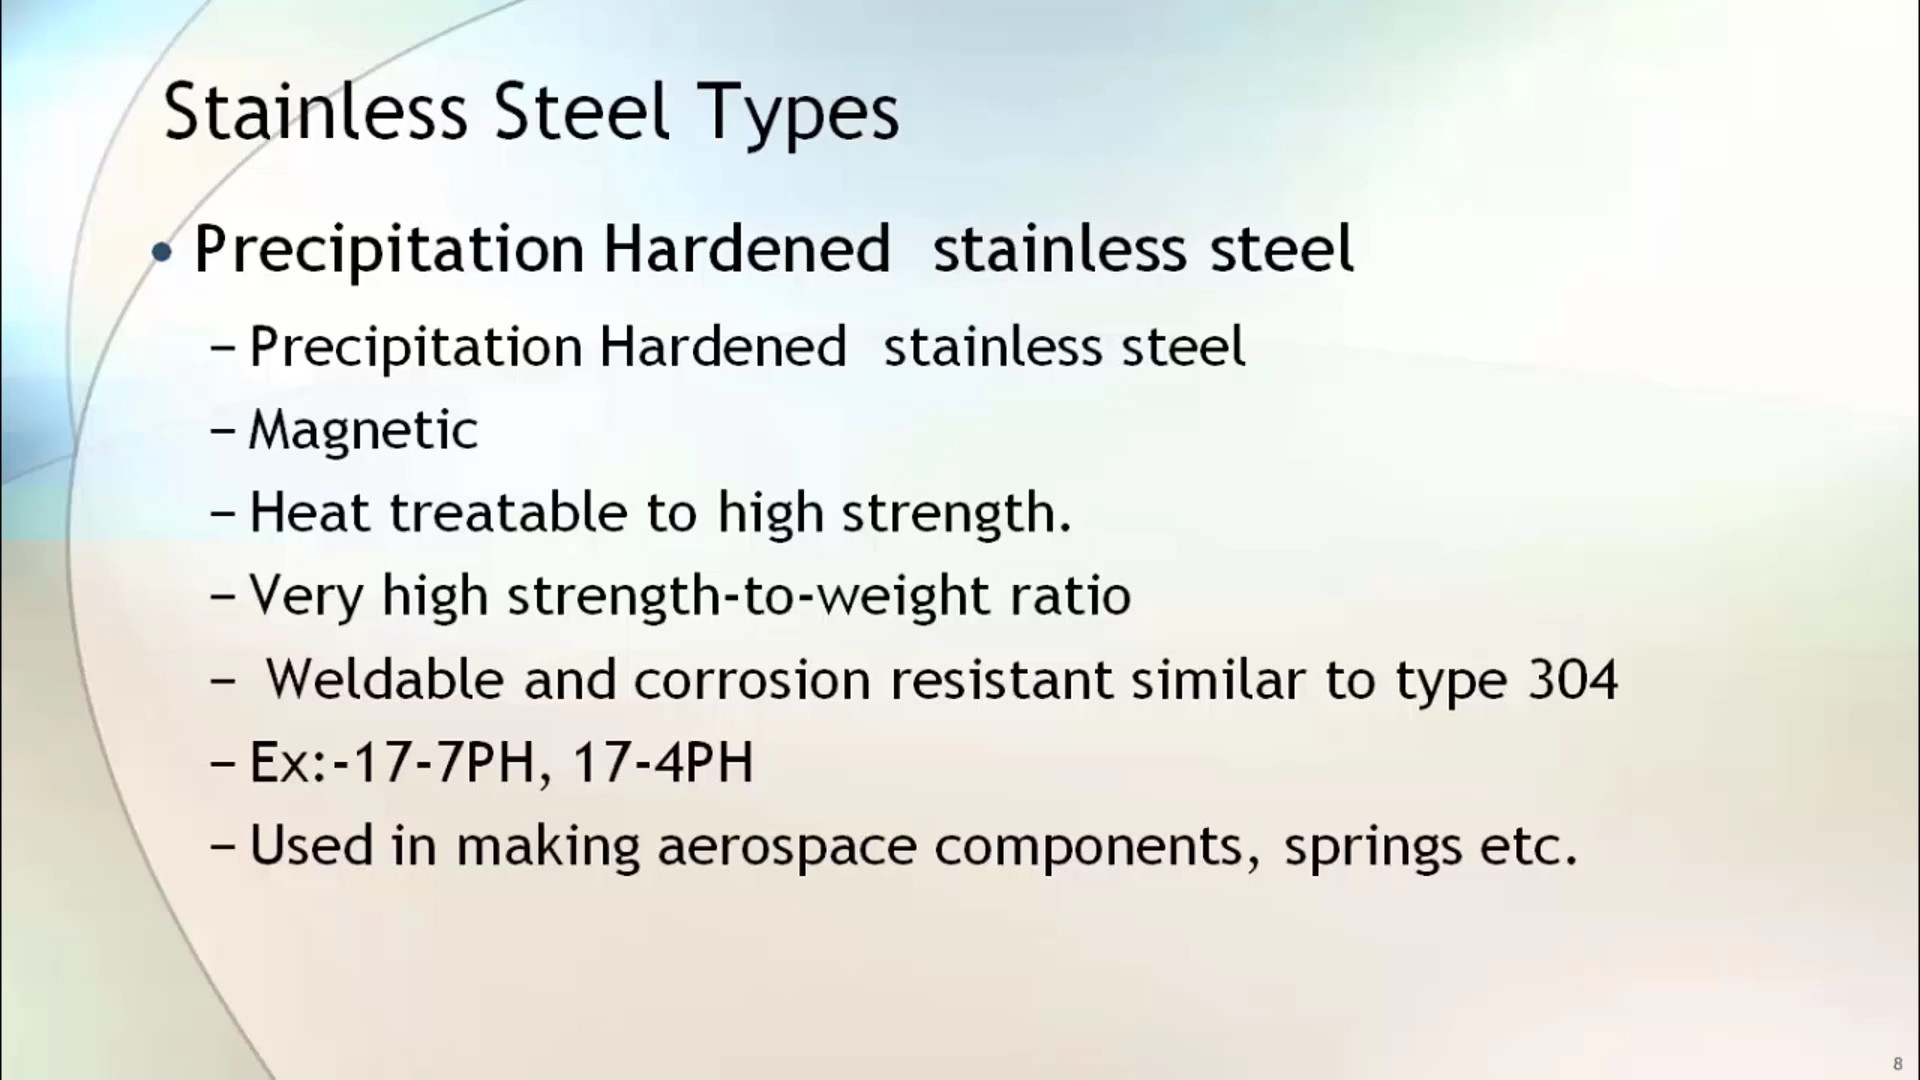 Stainless Steel Types
• Precipitation Hardened  stainless steel
– Precipitation Hardened  stainless steel
– Magnetic
– Heat treatable to high strength.
– Very high strength-to-weight ratio
–  Weldable and corrosion resistant similar to type 304
– Ex:-17-7PH, 17-4PH
– Used in making aerospace components, springs etc.
8